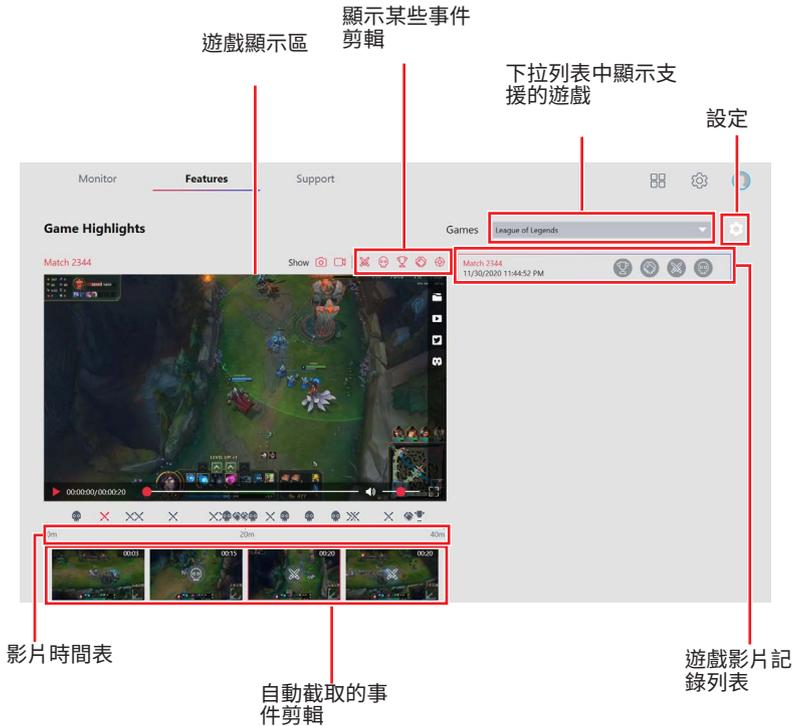 顯示某些事件
剪輯
遊戲顯示區
下拉列表中顯示支
援的遊戲
設定
Monitor
Features
Support
Game Highlights
Games
League of Legends
Match 2344
Show
Match 2344
11/30/2020 11:44:52 PM
LEVEL UP! +1
00:00:00/00:00:20
0m
20m
40m
00:03
00:15
00:20
00:20
影片時間表
自動截取的事
件剪輯
遊戲影片記
錄列表